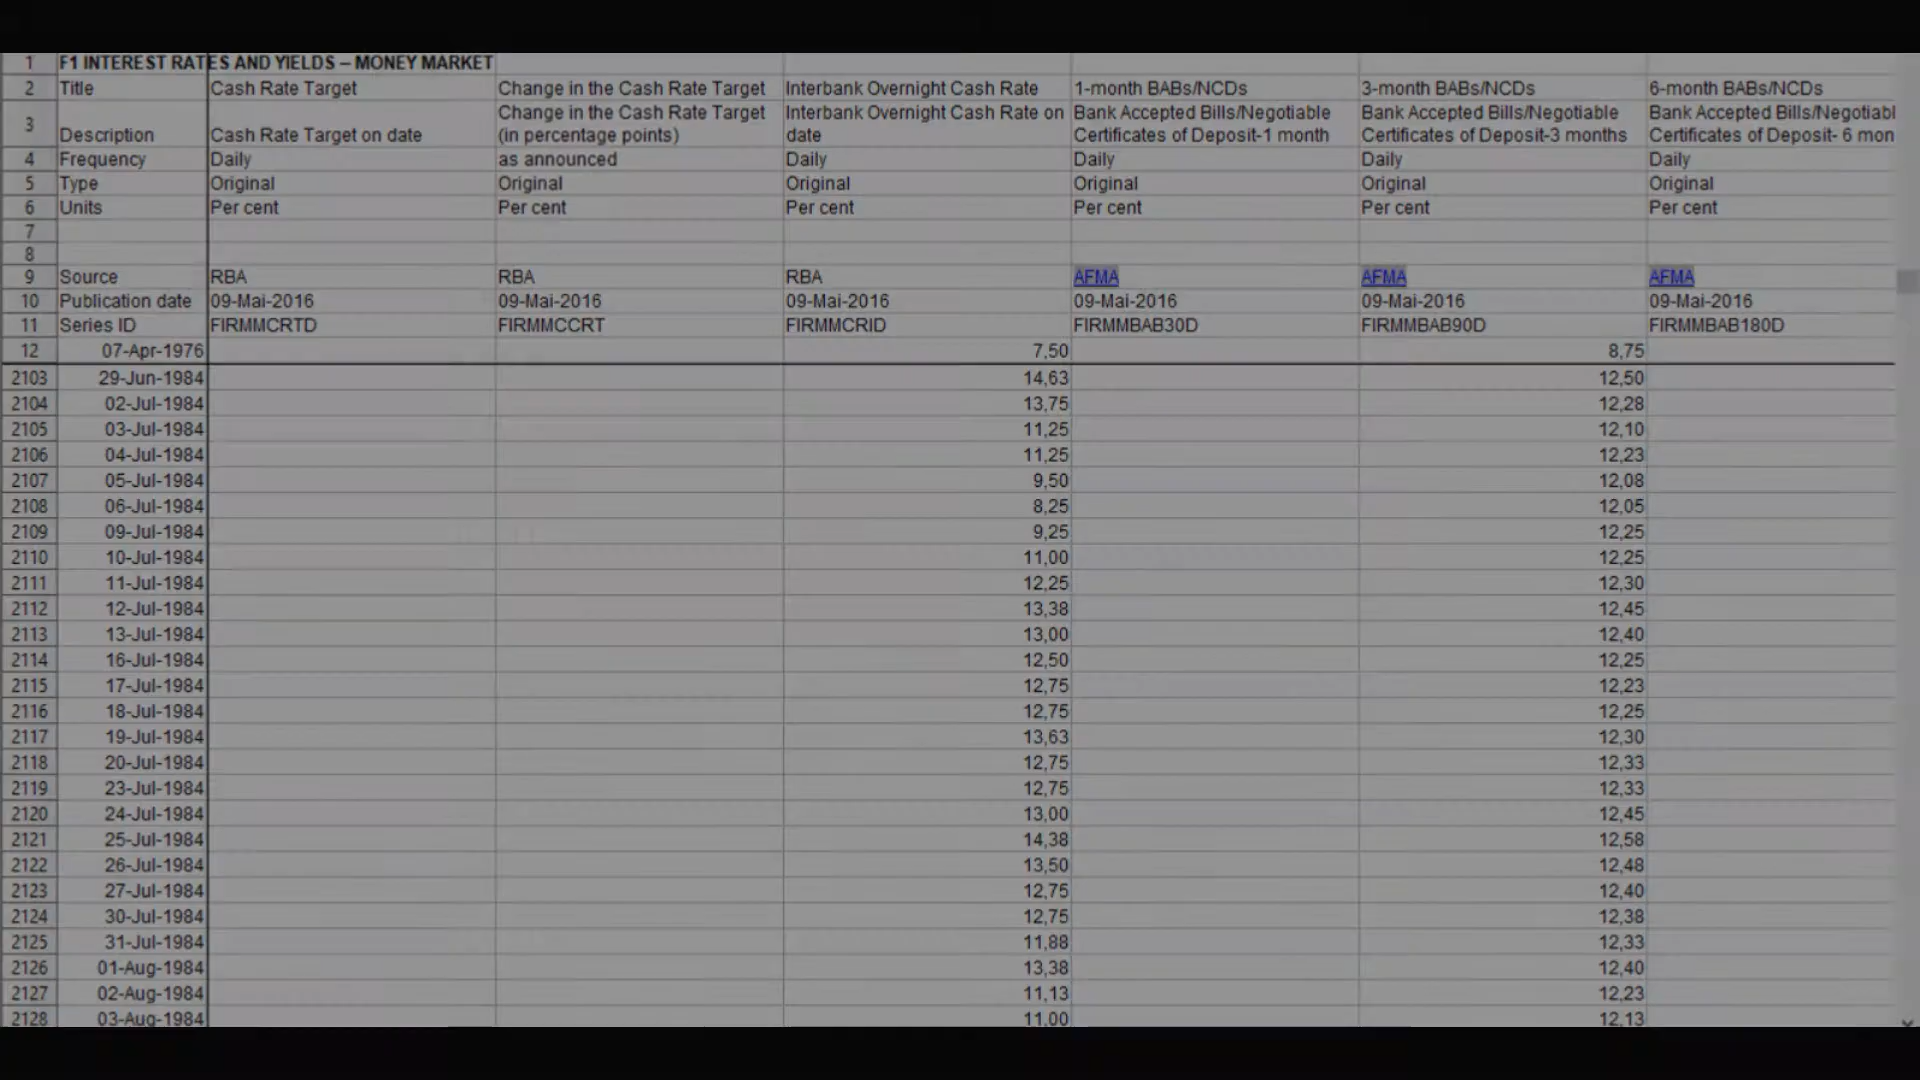 1 F1 INTEREST RATES AND YIELDS – MONEY MARKET
2 Title Cash Rate Target Change in the Cash Rate Target Interbank Overnight Cash Rate 1-month BABs/NCDs 3-month BABs/NCDs 6-month BABs/NCDs
Change in the Cash Rate Target Interbank Overnight Cash Rate on Bank Accepted Bills/Negotiable Bank Accepted Bills/Negotiable Bank Accepted Bills/Negotiabl
3 Description Cash Rate Target on date (in percentage points) date Certificates of Deposit-1 month Certificates of Deposit-3 months Certificates of Deposit- 6 mon
4 Frequency Daily as announced Daily Daily Daily Daily
5 Type Original Original Original Original Original Original
6 Units Per cent Per cent Per cent Per cent Per cent Per cent
7
8
9 Source RBA RBA RBA AFMA AFMA AFMA
10 Publication date 09-Mai-2016 09-Mai-2016 09-Mai-2016 09-Mai-2016 09-Mai-2016 09-Mai-2016
11 Series ID FIRMMCRTD FIRMMCCRT FIRMMCRID FIRMMBAB30D FIRMMBAB90D FIRMMBAB180D
12 07-Apr-1976 7,50 8,75
2103 29-Jun-1984 14,63 12,50
2104 02-Jul-1984 13,75 12,28
2105 03-Jul-1984 11,25 12,10
2106 04-Jul-1984 11,25 12,23
2107 05-Jul-1984 9,50 12,08
2108 06-Jul-1984 8,25 12,05
2109 09-Jul-1984 9,25 12,25
2110 10-Jul-1984 11,00 12,25
2111 11-Jul-1984 12,25 12,30
2112 12-Jul-1984 13,38 12,45
2113 13-Jul-1984 13,00 12,40
2114 16-Jul-1984 12,50 12,25
2115 17-Jul-1984 12,75 12,23
2116 18-Jul-1984 12,75 12,25
2117 19-Jul-1984 13,63 12,30
2118 20-Jul-1984 12,75 12,33
2119 23-Jul-1984 12,75 12,33
2120 24-Jul-1984 13,00 12,45
2121 25-Jul-1984 14,38 12,58
2122 26-Jul-1984 13,50 12,48
2123 27-Jul-1984 12,75 12,40
2124 30-Jul-1984 12,75 12,38
2125 31-Jul-1984 11,88 12,33
2126 01-Aug-1984 13,38 12,40
2127 02-Aug-1984 11,13 12,23
2128 03-Aug-1984 11,00 12,13